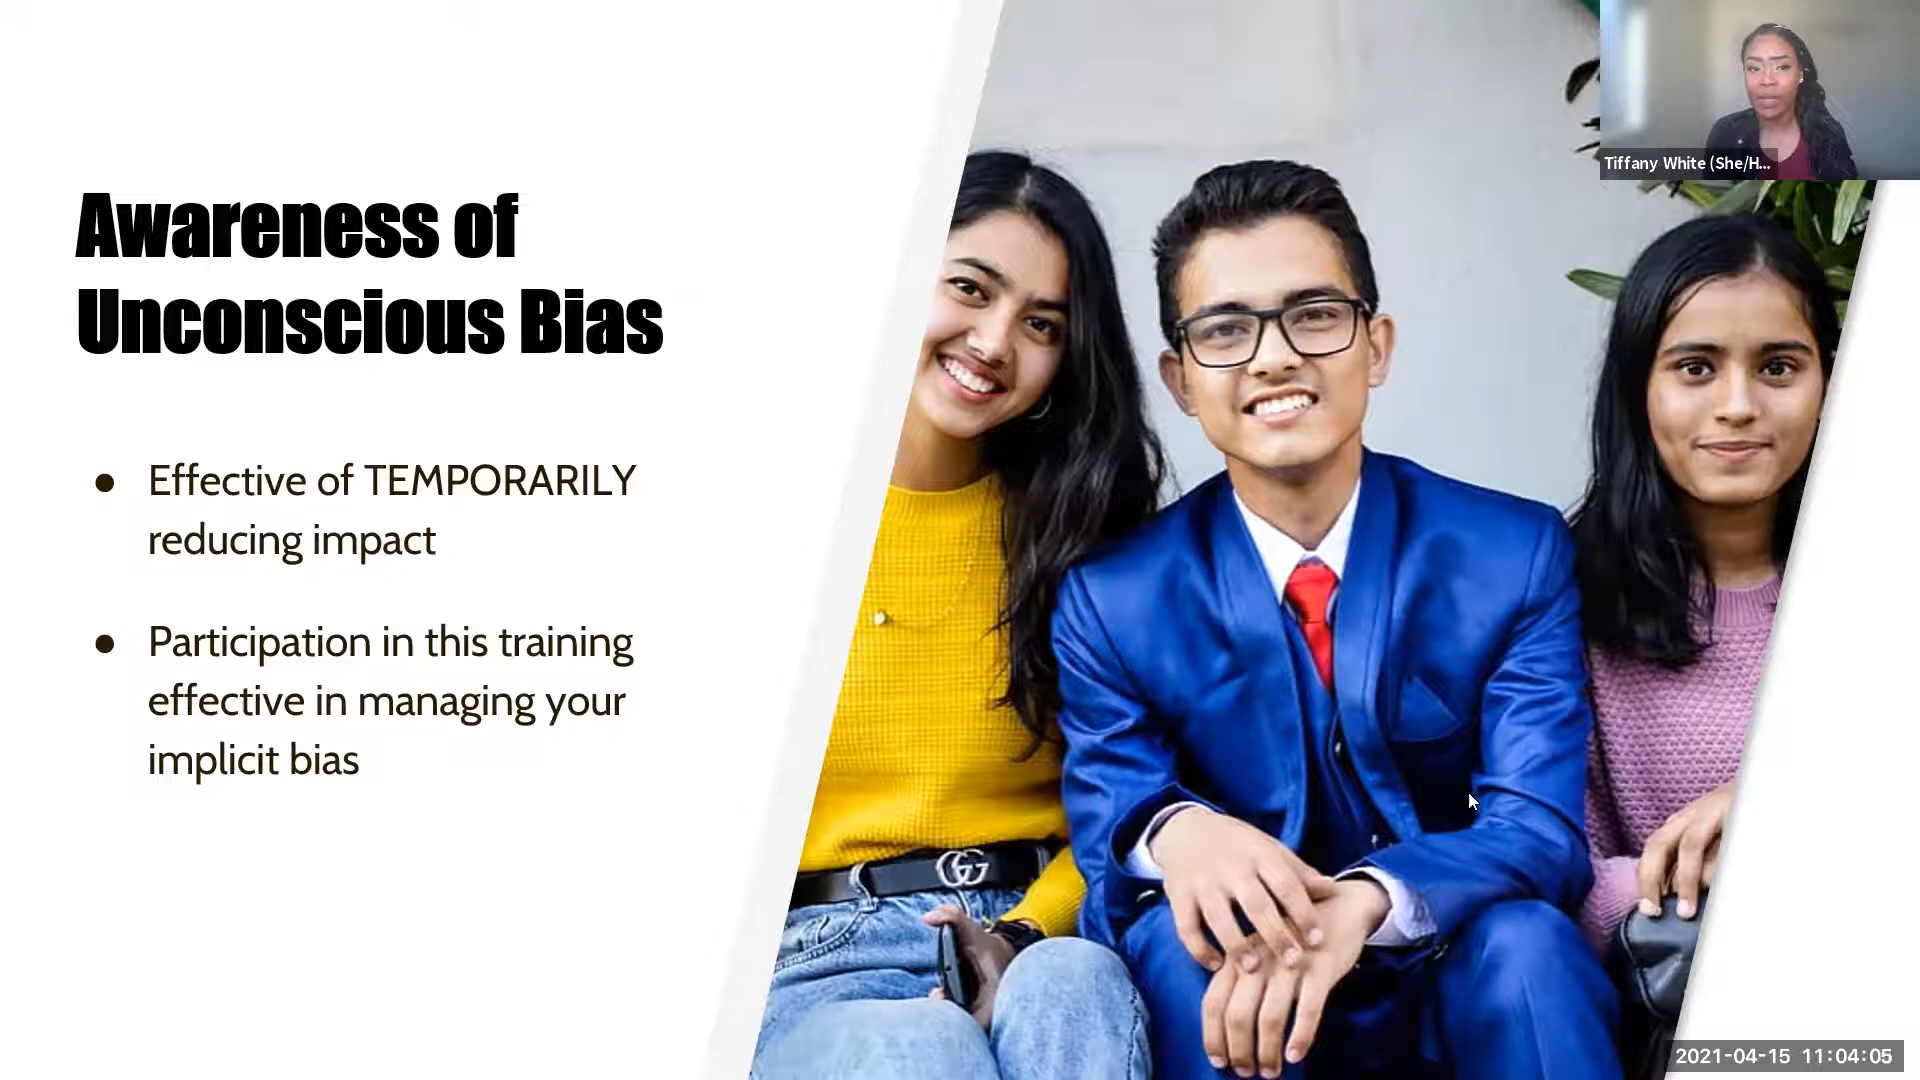 Tiffany White (She/H...
Awareness of
Unconscious Bias
● Effective of TEMPORARILY
reducing impact
● Participation in this training
effective in managing your
implicit bias
GG
2021-04-15 11:04:05